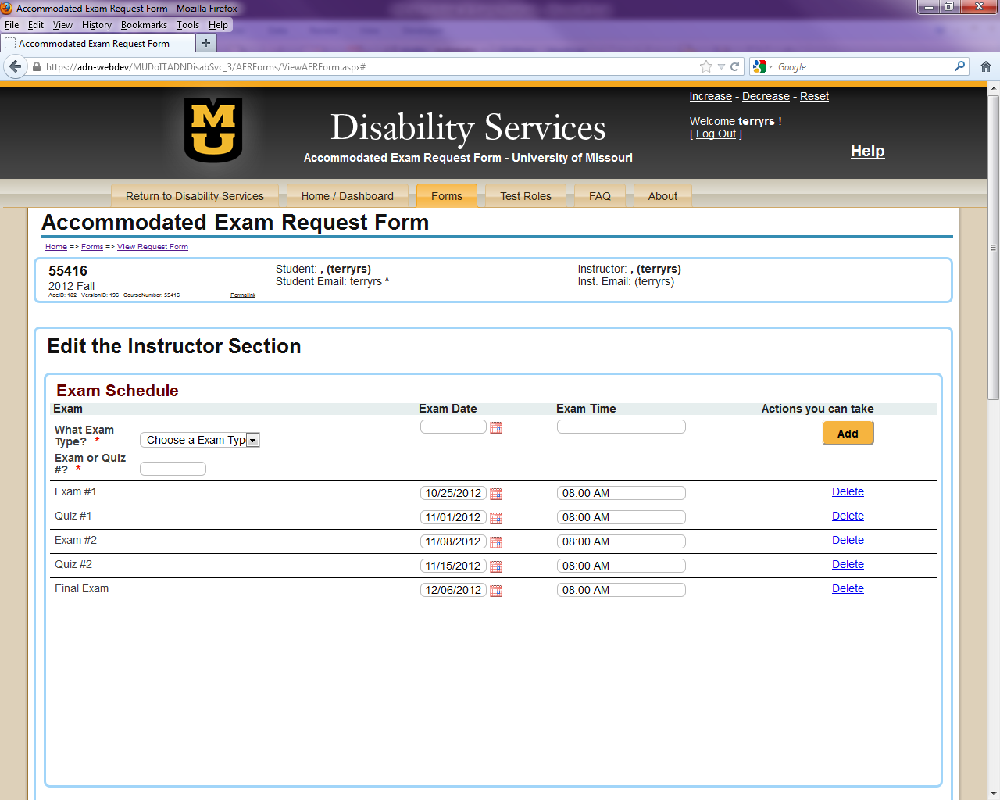 Accommodated Exam Request Form - Mozilla Firefox
File Edit View History Bookmarks Tools Help
Accommodated Exam Request Form
https://adn-webdev/MUDoITADNDisabSvc_3/AERForms/ViewAERForm.aspx#
Google
MU
Disability Services
Accommodated Exam Request Form - University of Missouri
Increase - Decrease - Reset
Welcome terryrs !
[ Log Out ]
Help
Return to Disability Services Home / Dashboard Forms Test Roles FAQ About
Accommodated Exam Request Form
Home => Forms => View Request Form
55416
2012 Fall
AccID: 182 - VersionID: 196 - CourseNumber: 55416 Permalink
Student: , (terryrs)
Student Email: terryrs ^
Instructor: , (terryrs)
Inst. Email: (terryrs)
Edit the Instructor Section
Exam Schedule
Exam Exam Date Exam Time Actions you can take
What Exam
Type? * Choose a Exam Typ Add
Exam or Quiz
#? *
Exam #1 10/25/2012 08:00 AM Delete
Quiz #1 11/01/2012 08:00 AM Delete
Exam #2 11/08/2012 08:00 AM Delete
Quiz #2 11/15/2012 08:00 AM Delete
Final Exam 12/06/2012 08:00 AM Delete